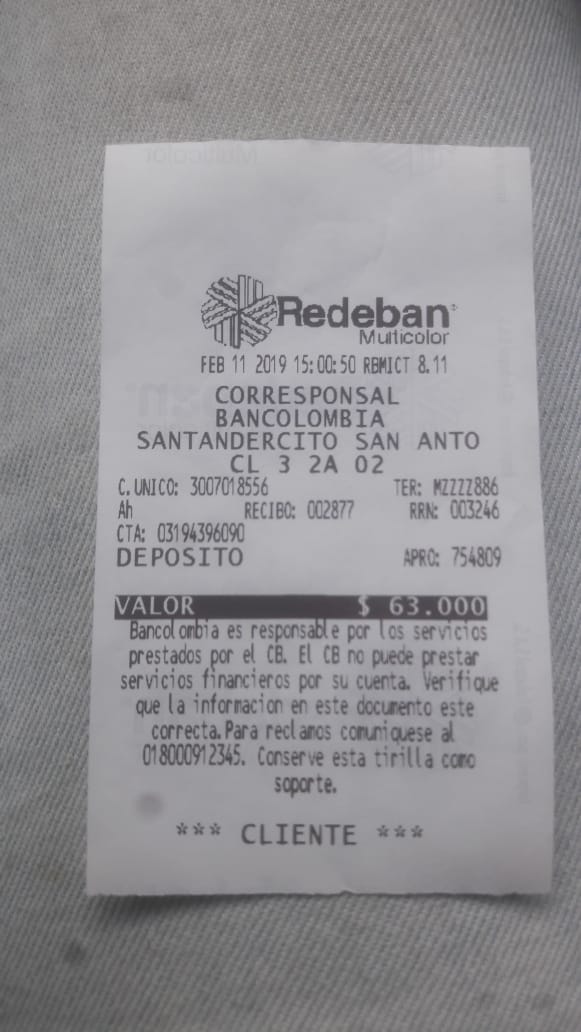 Redeban
Multicolor
FEB 11 2019 15:00:50 RBMICT 8.11
CORRESPONSAL
BANCOLOMBIA
SANTANDERCITO SAN ANTO
CL 3 2A 02
C. UNICO: 3007018556 TER: MZZZZ886
Ah RECIBO: 002877 RRN: 003246
CTA: 03194396090
DEPOSITO APRO: 754809
VALOR $ 63.000
Bancolombia es responsable por los servicios
prestados por el CB. El CB no puede prestar
servicios financieros por su cuenta. Verifique
que la informacion en este documento este
correcta.Para reclamos comuniquese al
018000912345. Conserve esta tirilla como
soporte.
*** CLIENTE ***